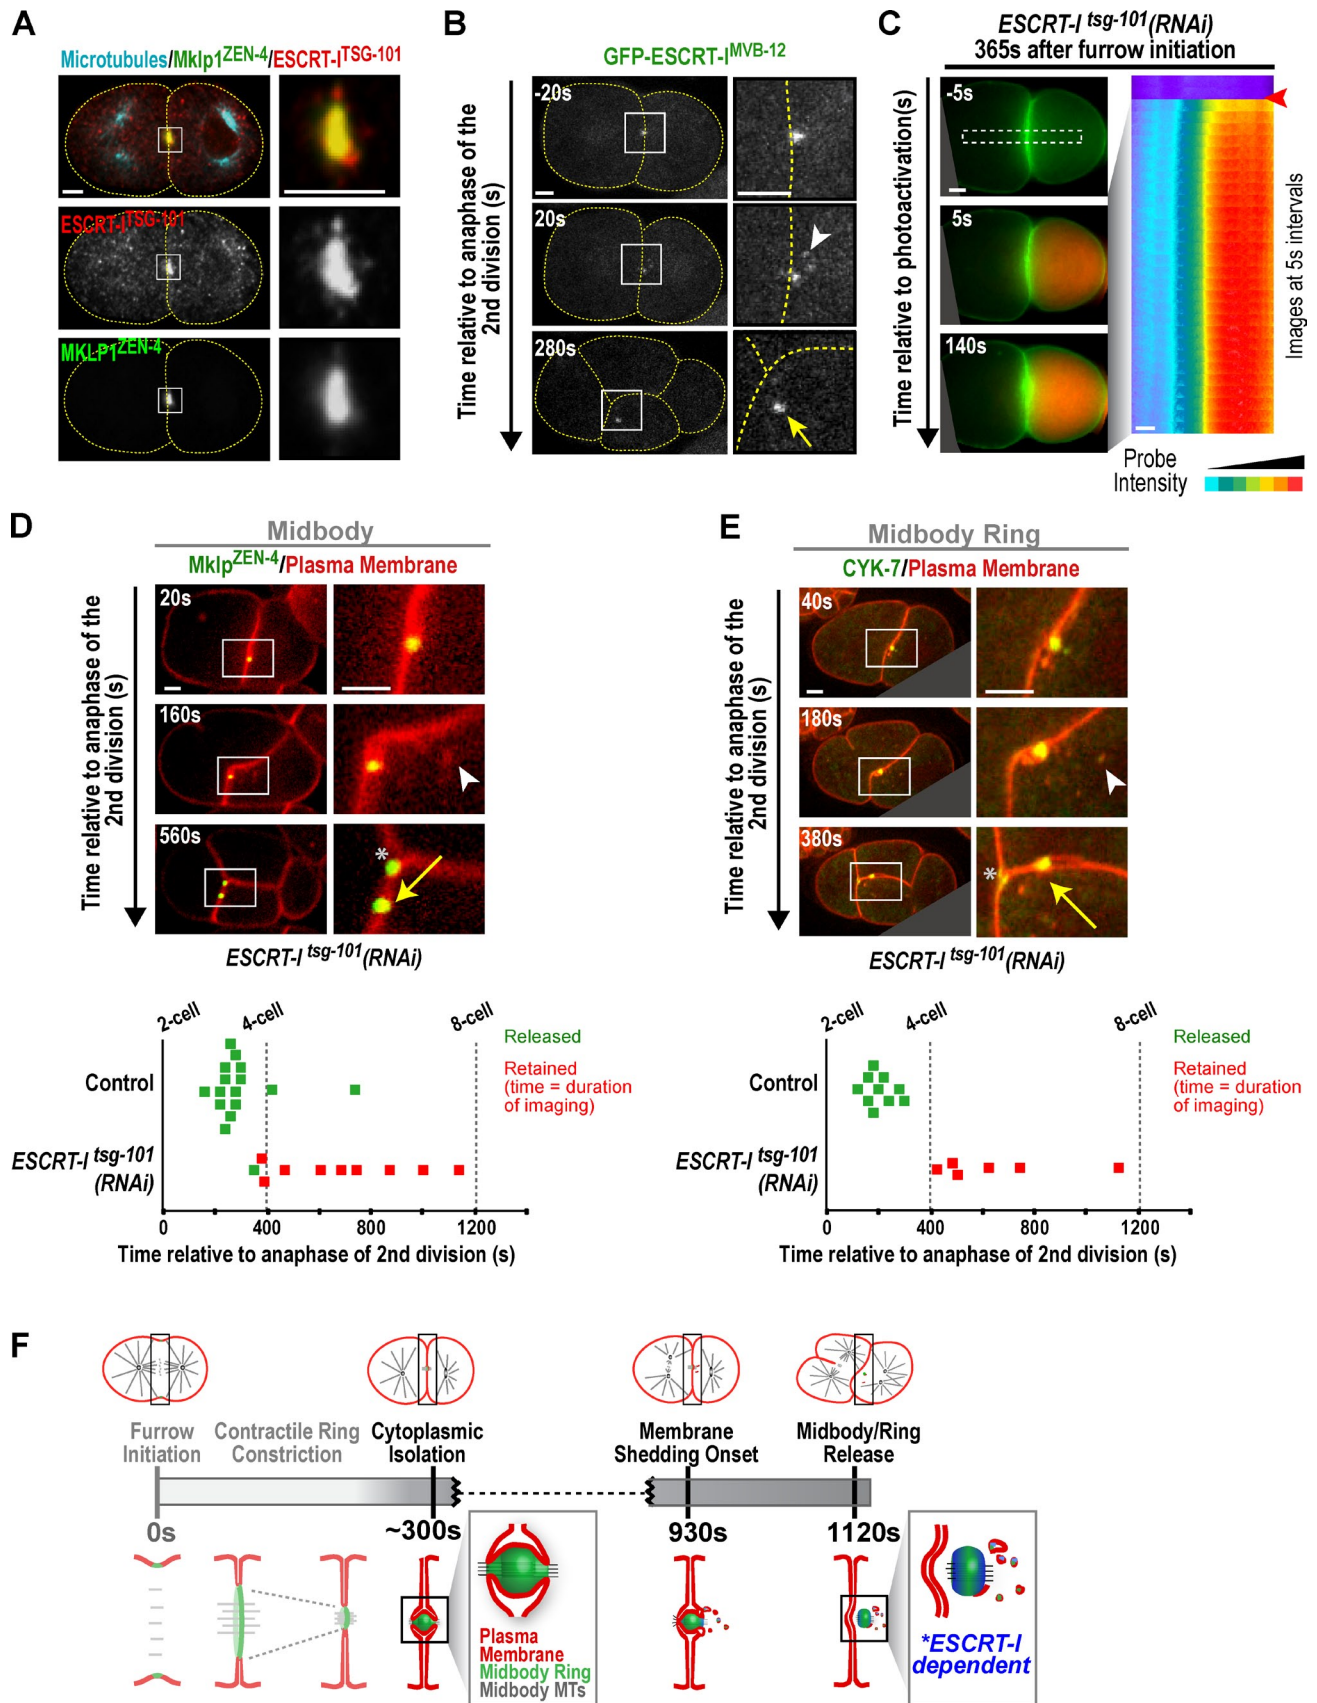 A
Microtubules/Mklp1ZEN-4/ESCRT-ITSG-101
ESCRT-ITSG-101
MKLP1ZEN-4
B
GFP-ESCRT-IMVB-12
Time relative to anaphase of the
2nd division (s)
-20s
20s
280s
C
ESCRT-I tsg-101(RNAi)
365s after furrow initiation
Time relative to photoactivation(s)
-5s
5s
140s
Images at 5s intervals
Probe
Intensity
D
Midbody
MklpZEN-4/Plasma Membrane
Time relative to anaphase of the
2nd division (s)
20s
160s
560s
*
ESCRT-I tsg-101(RNAi)
2-cell
4-cell
8-cell
Control
ESCRT-I tsg-101
(RNAi)
Released
Retained
(time = duration
of imaging)
0 400 800 1200
Time relative to anaphase of 2nd division (s)
E
Midbody Ring
CYK-7/Plasma Membrane
Time relative to anaphase of the
2nd division (s)
40s
180s
380s
*
ESCRT-I tsg-101(RNAi)
2-cell
4-cell
8-cell
Control
ESCRT-I tsg-101
(RNAi)
Released
Retained
(time = duration
of imaging)
0 400 800 1200
Time relative to anaphase of 2nd division (s)
F
Furrow
Initiation
Contractile Ring
Constriction
Cytoplasmic
Isolation
Membrane
Shedding Onset
Midbody/Ring
Release
0s
~300s
930s
1120s
Plasma
Membrane
Midbody Ring
Midbody MTs
*ESCRT-I
dependent